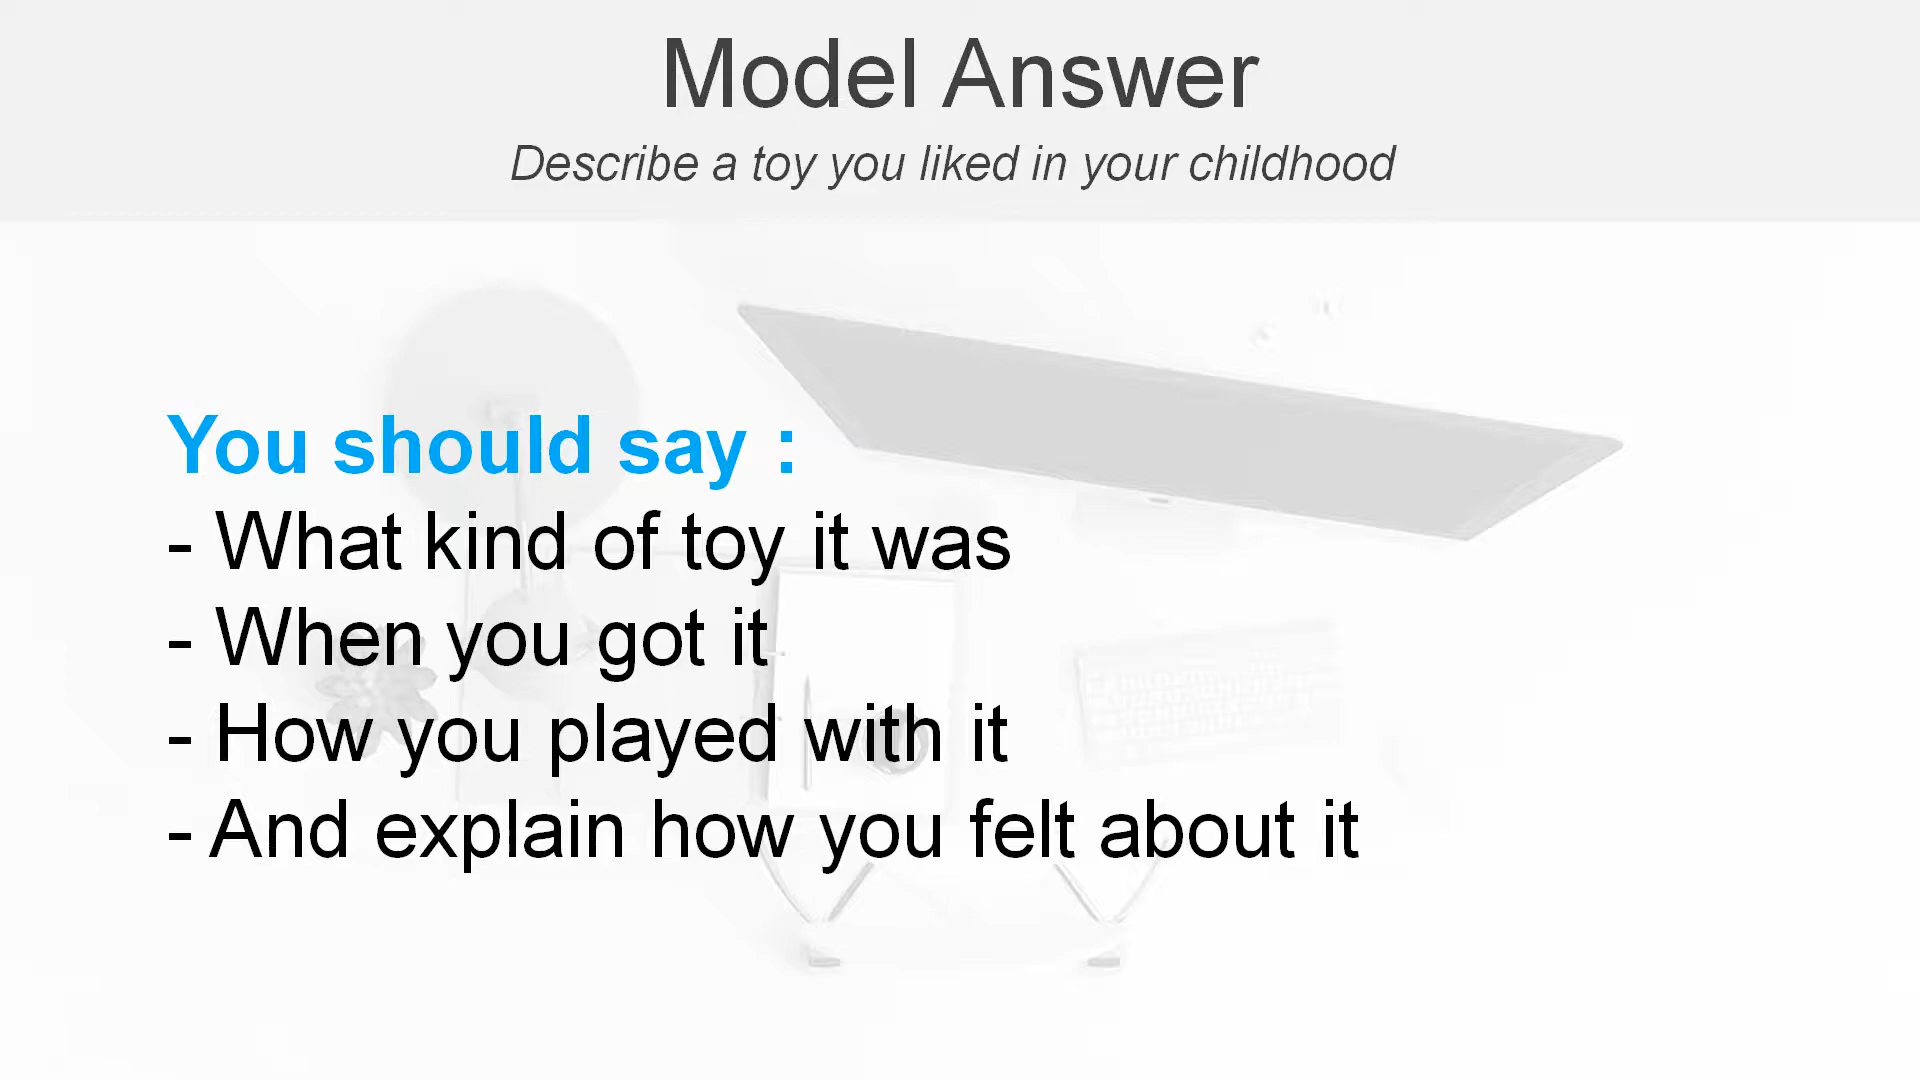 Model Answer
Describe a toy you liked in your childhood
You should say :
- What kind of toy it was
- When you got it
- How you played with it
- And explain how you felt about it